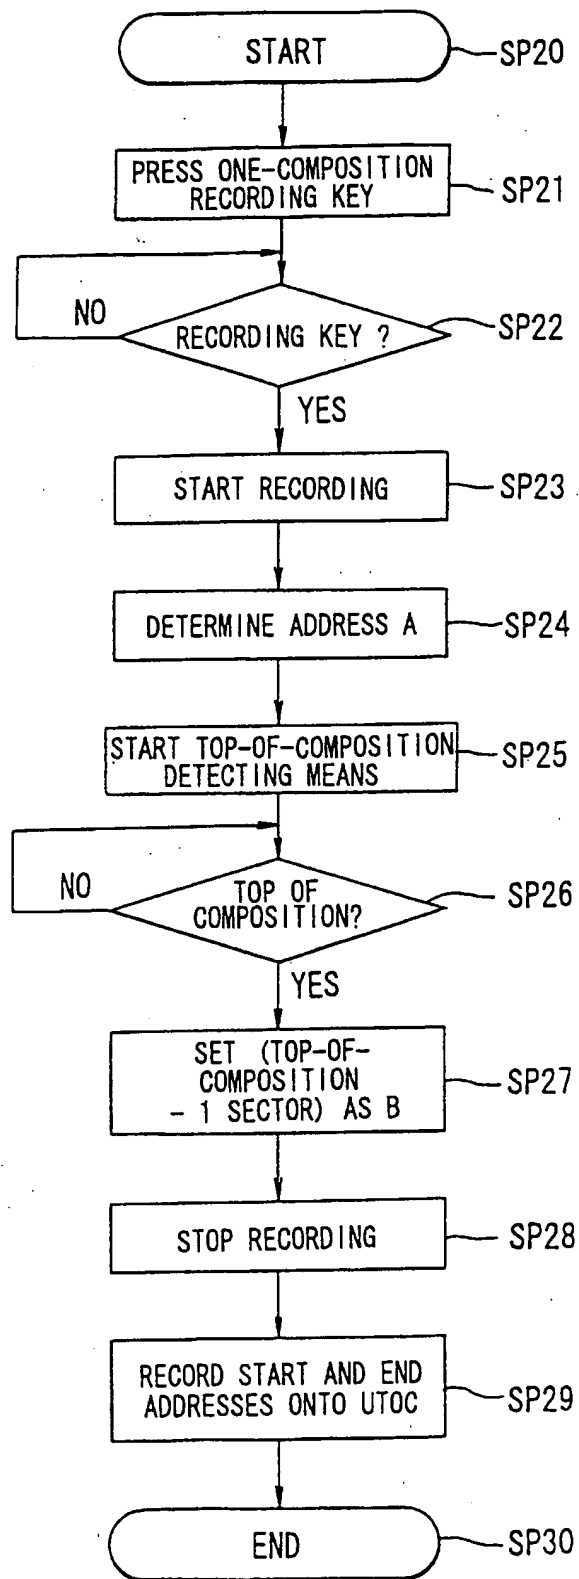 START
SP20
PRESS ONE-COMPOSITION
RECORDING KEY
SP21
NO
RECORDING KEY ?
SP22
YES
START RECORDING
SP23
DETERMINE ADDRESS A
SP24
START TOP-OF-COMPOSITION
DETECTING MEANS
SP25
NO
TOP OF
COMPOSITION?
SP26
YES
SET (TOP-OF-
COMPOSITION
- 1 SECTOR) AS B
SP27
STOP RECORDING
SP28
RECORD START AND END
ADDRESSES ONTO UTOC
SP29
END
SP30